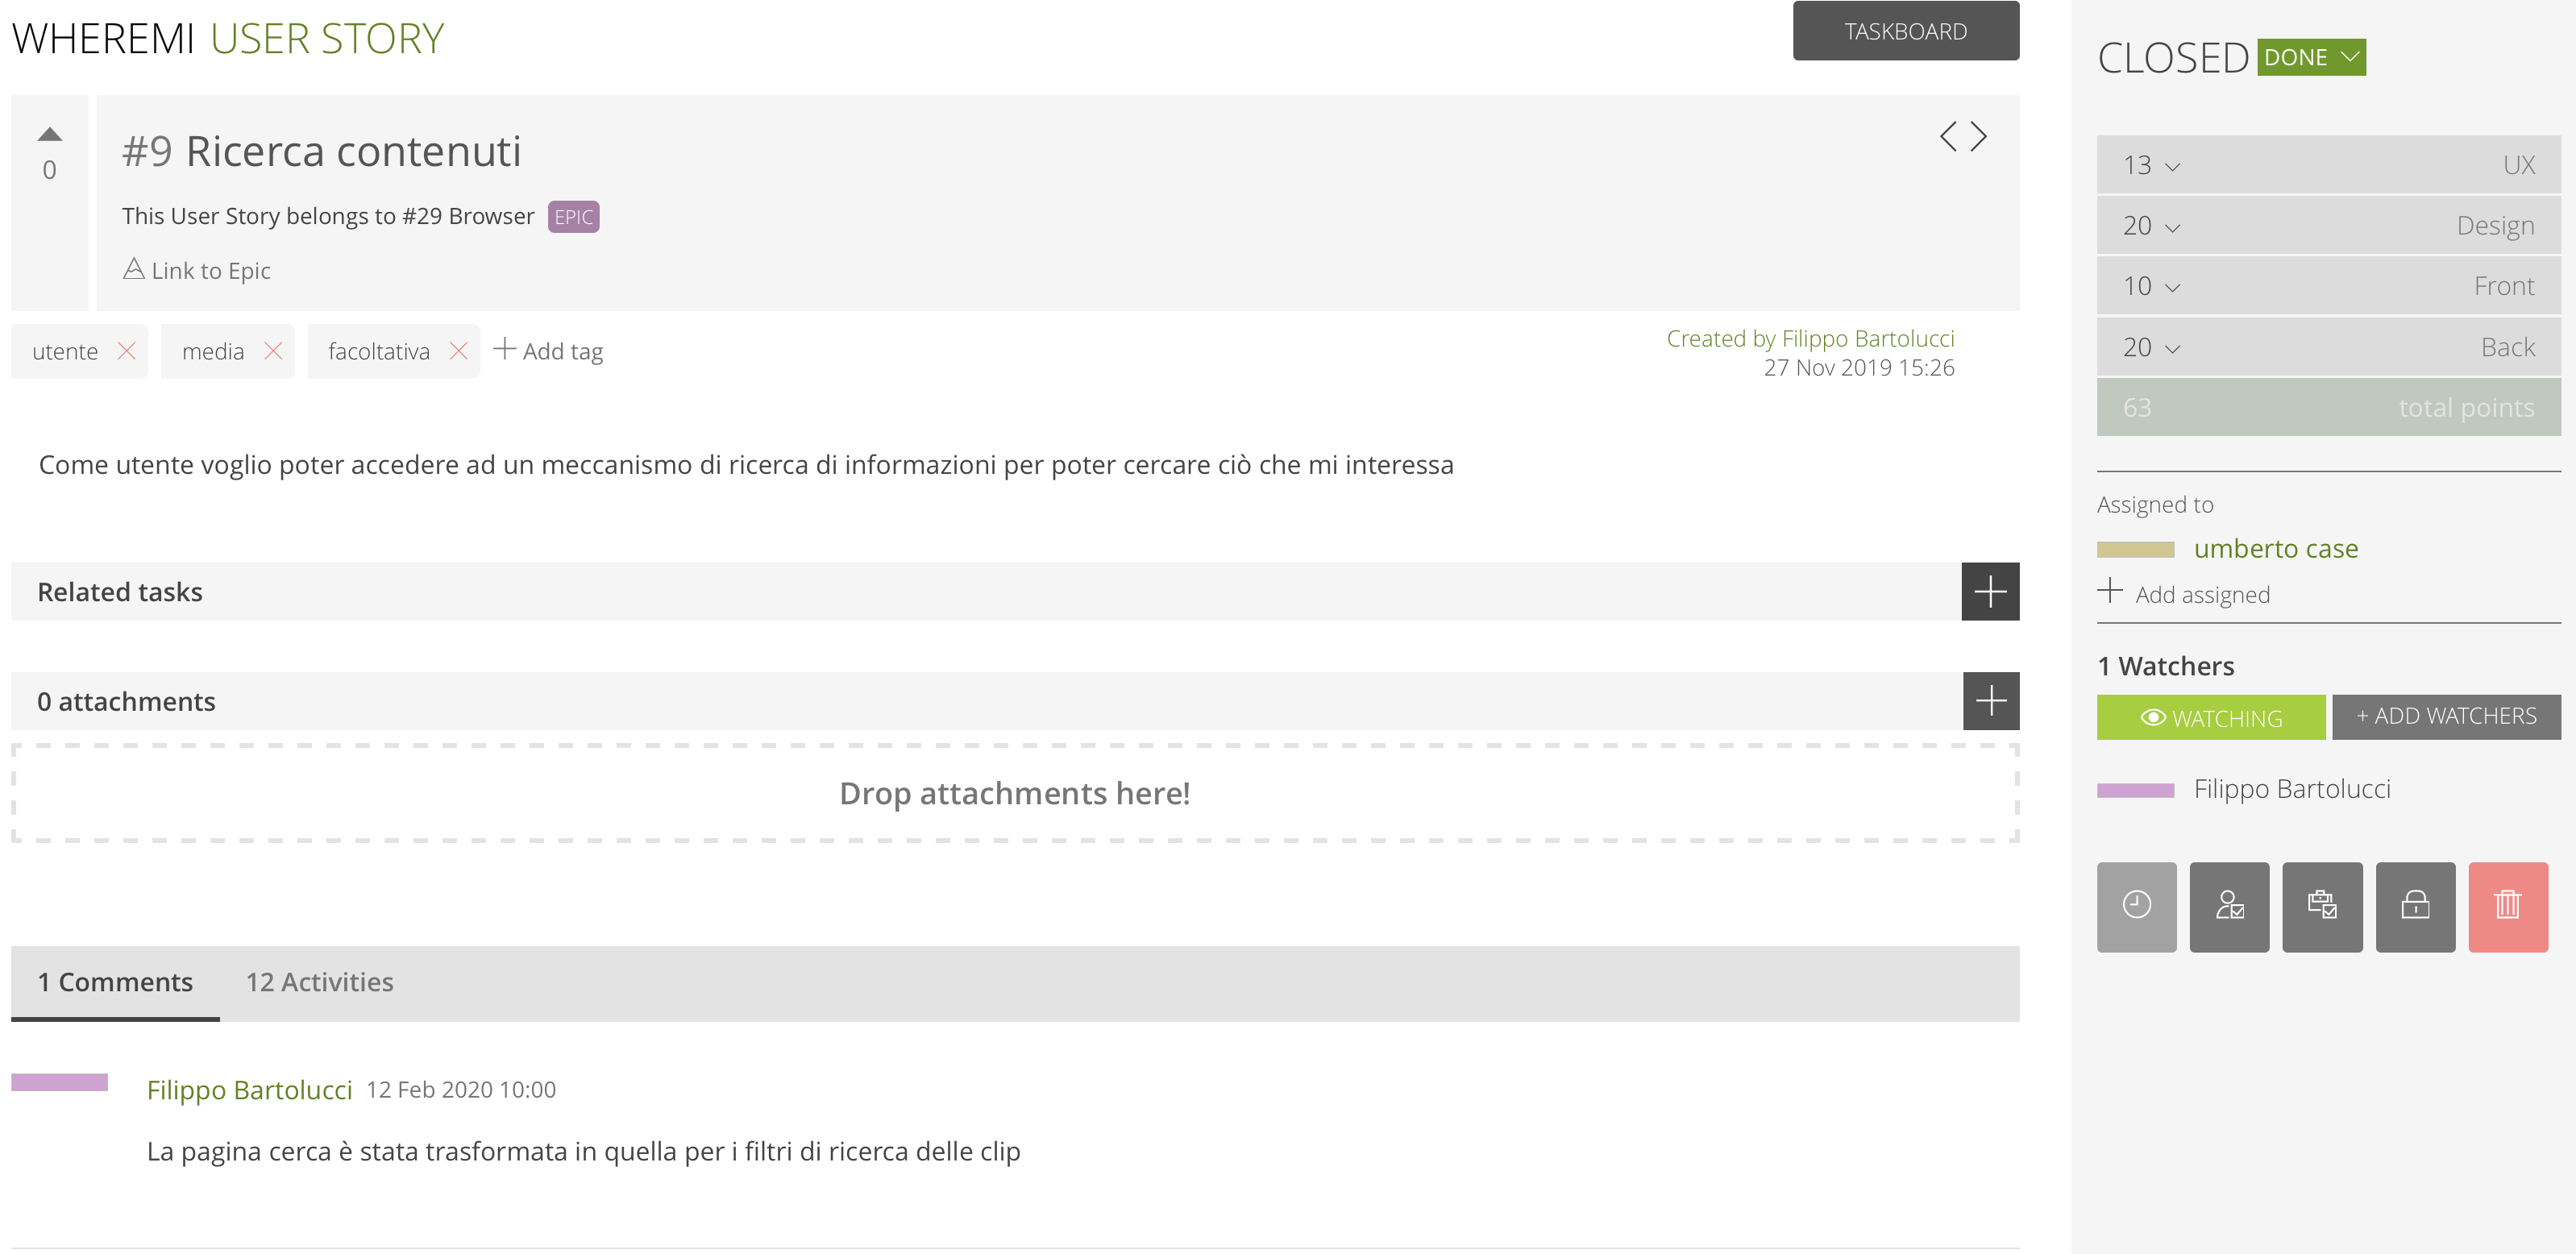 WHEREMI USER STORY
TASKBOARD
0
#9 Ricerca contenuti
This User Story belongs to #29 Browser EPIC
Link to Epic
utente
media
facoltativa
Add tag
Created by Filippo Bartolucci
27 Nov 2019 15:26
Come utente voglio poter accedere ad un meccanismo di ricerca di informazioni per poter cercare ciò che mi interessa
Related tasks
0 attachments
Drop attachments here!
1 Comments
12 Activities
Filippo Bartolucci 12 Feb 2020 10:00
La pagina cerca è stata trasformata in quella per i filtri di ricerca delle clip
CLOSED DONE
13 UX
20 Design
10 Front
20 Back
63 total points
Assigned to
umberto case
Add assigned
1 Watchers
WATCHING
+ ADD WATCHERS
Filippo Bartolucci